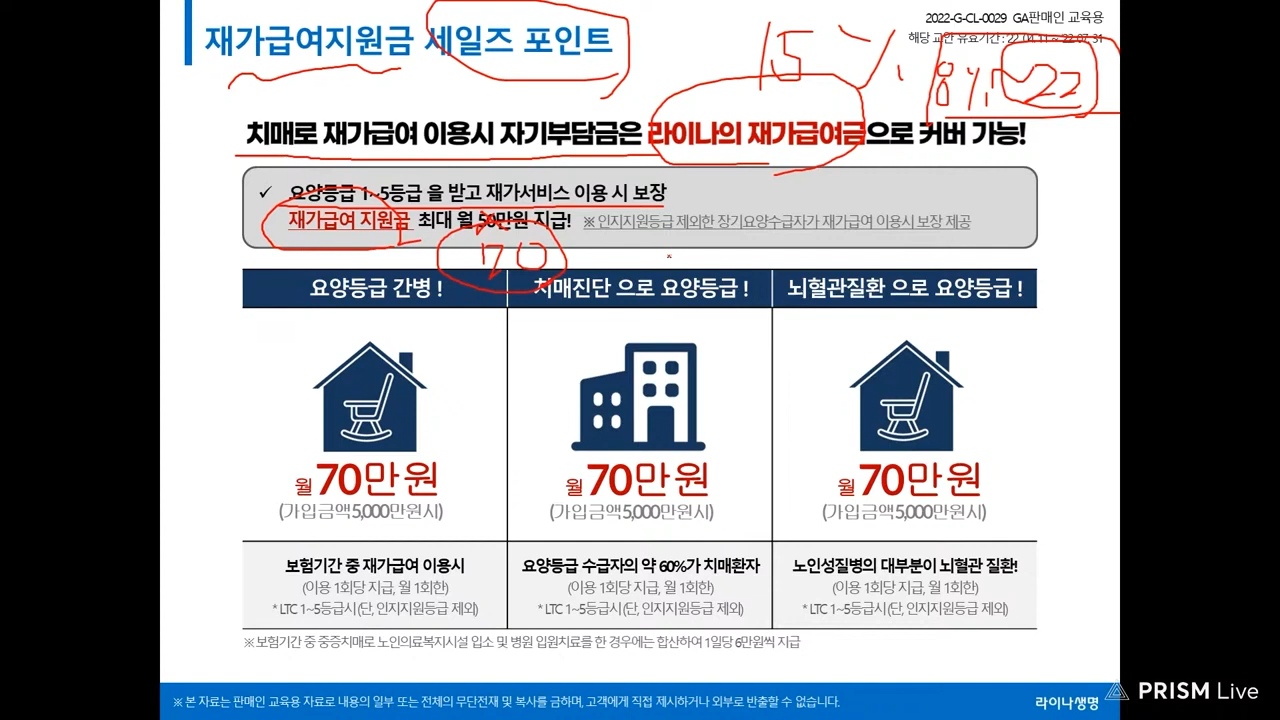 2022-G-CL-0029 GA판매인 교육용
재가급여지원금 세일즈 포인트
해당 교안 유효기간 : 22. 04. 11 ~ 22. 07. 31
15%
8%
22
치매로 재가급여 이용시 자기부담금은 라이나의 재가급여금으로 커버 가능!
✓ 요양등급 1~5등급 을 받고 재가서비스 이용 시 보장
재가급여 지원금 최대 월 50만원 지급! ※ 인지지원등급 제외한 장기요양수급자가 재가급여 이용시 보장 제공
70
요양등급 간병 !
치매진단 으로 요양등급 !
뇌혈관질환 으로 요양등급 !
월 70만원
(가입금액 5,000만원시)
월 70만원
(가입금액 5,000만원시)
월 70만원
(가입금액 5,000만원시)
보험기간 중 재가급여 이용시
(이용 1회당 지급, 월 1회한)
* LTC 1~5등급시 (단, 인지지원등급 제외)
요양등급 수급자의 약 60%가 치매환자
(이용 1회당 지급, 월 1회한)
* LTC 1~5등급시 (단, 인지지원등급 제외)
노인성질병의 대부분이 뇌혈관 질환!
(이용 1회당 지급, 월 1회한)
* LTC 1~5등급시 (단, 인지지원등급 제외)
※ 보험기간 중 중증치매로 노인의료복지시설 입소 및 병원 입원치료를 한 경우에는 합산하여 1일당 6만원씩 지급
※ 본 자료는 판매인 교육용 자료로 내용의 일부 또는 전체의 무단전재 및 복사를 금하며, 고객에게 직접 제시하거나 외부로 반출할 수 없습니다.
라이나생명
PRISM Live